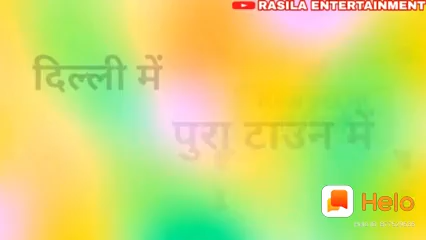 RASILA ENTERTAINMENT
दिल्ली में
पुरा टाउन में
Helo